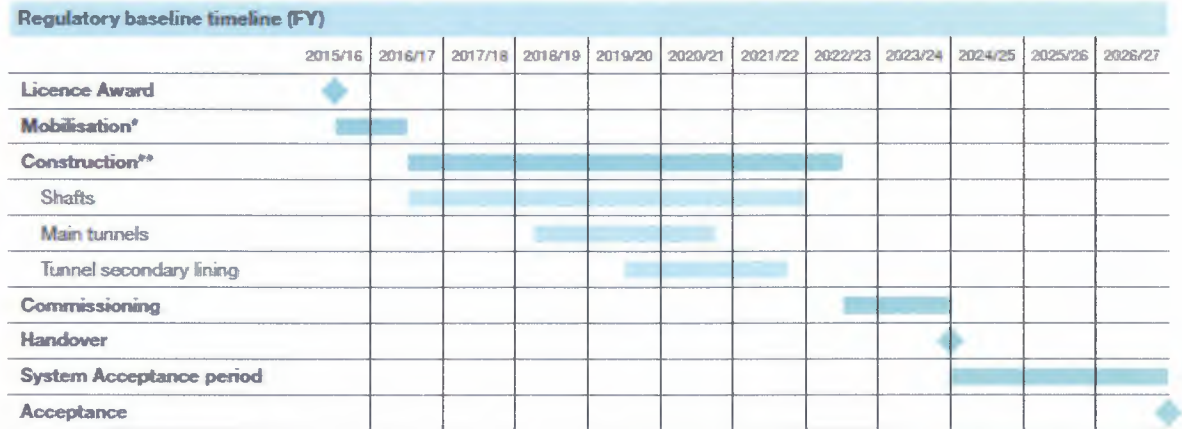 Regulatory baseline timeline (FY)
2015/16 2016/17 2017/18 2018/19 2019/20 2020/21 2021/22 2022/23 2023/24 2024/25 2025/26 2026/27
Licence Award
Mobilisation*
Construction**
Shafts
Main tunnels
Tunnel secondary lining
Commissioning
Handover
System Acceptance period
Acceptance